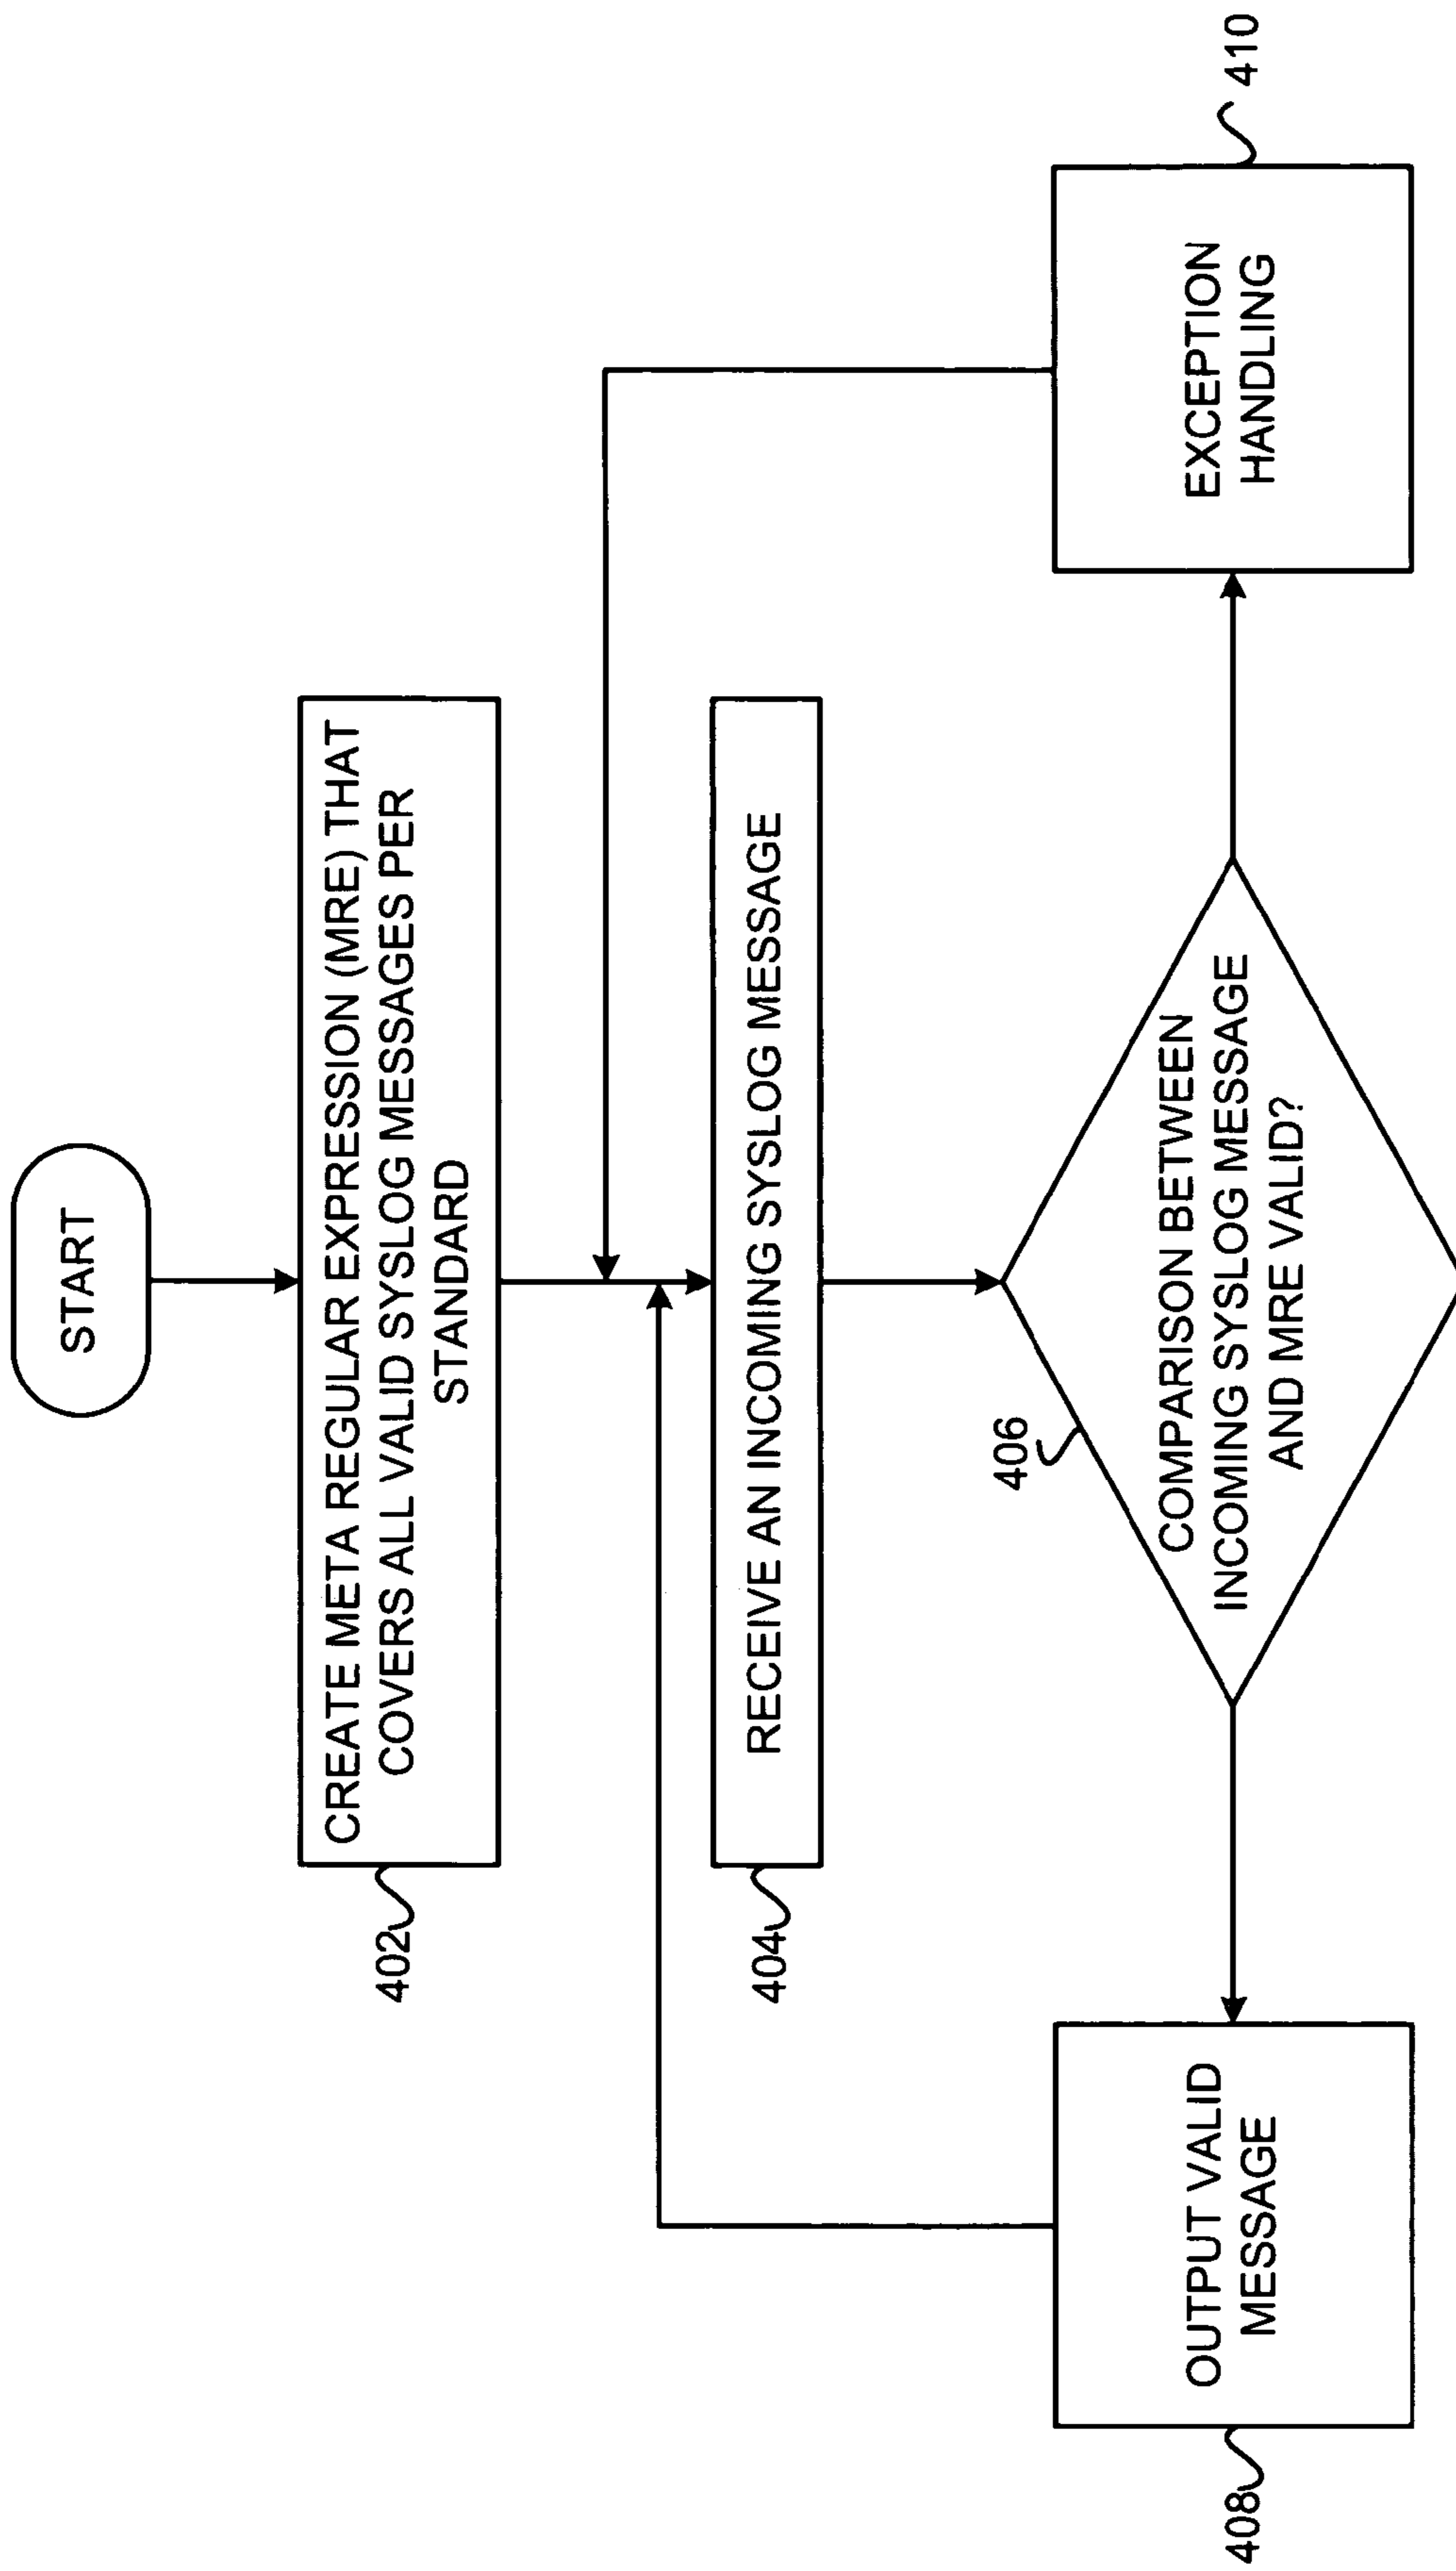 START
CREATE META REGULAR EXPRESSION (MRE) THAT
COVERS ALL VALID SYSLOG MESSAGES PER
STANDARD
402
RECEIVE AN INCOMING SYSLOG MESSAGE
404
406
COMPARISON BETWEEN
INCOMING SYSLOG MESSAGE
AND MRE VALID?
OUTPUT VALID
MESSAGE
408
EXCEPTION
HANDLING
410